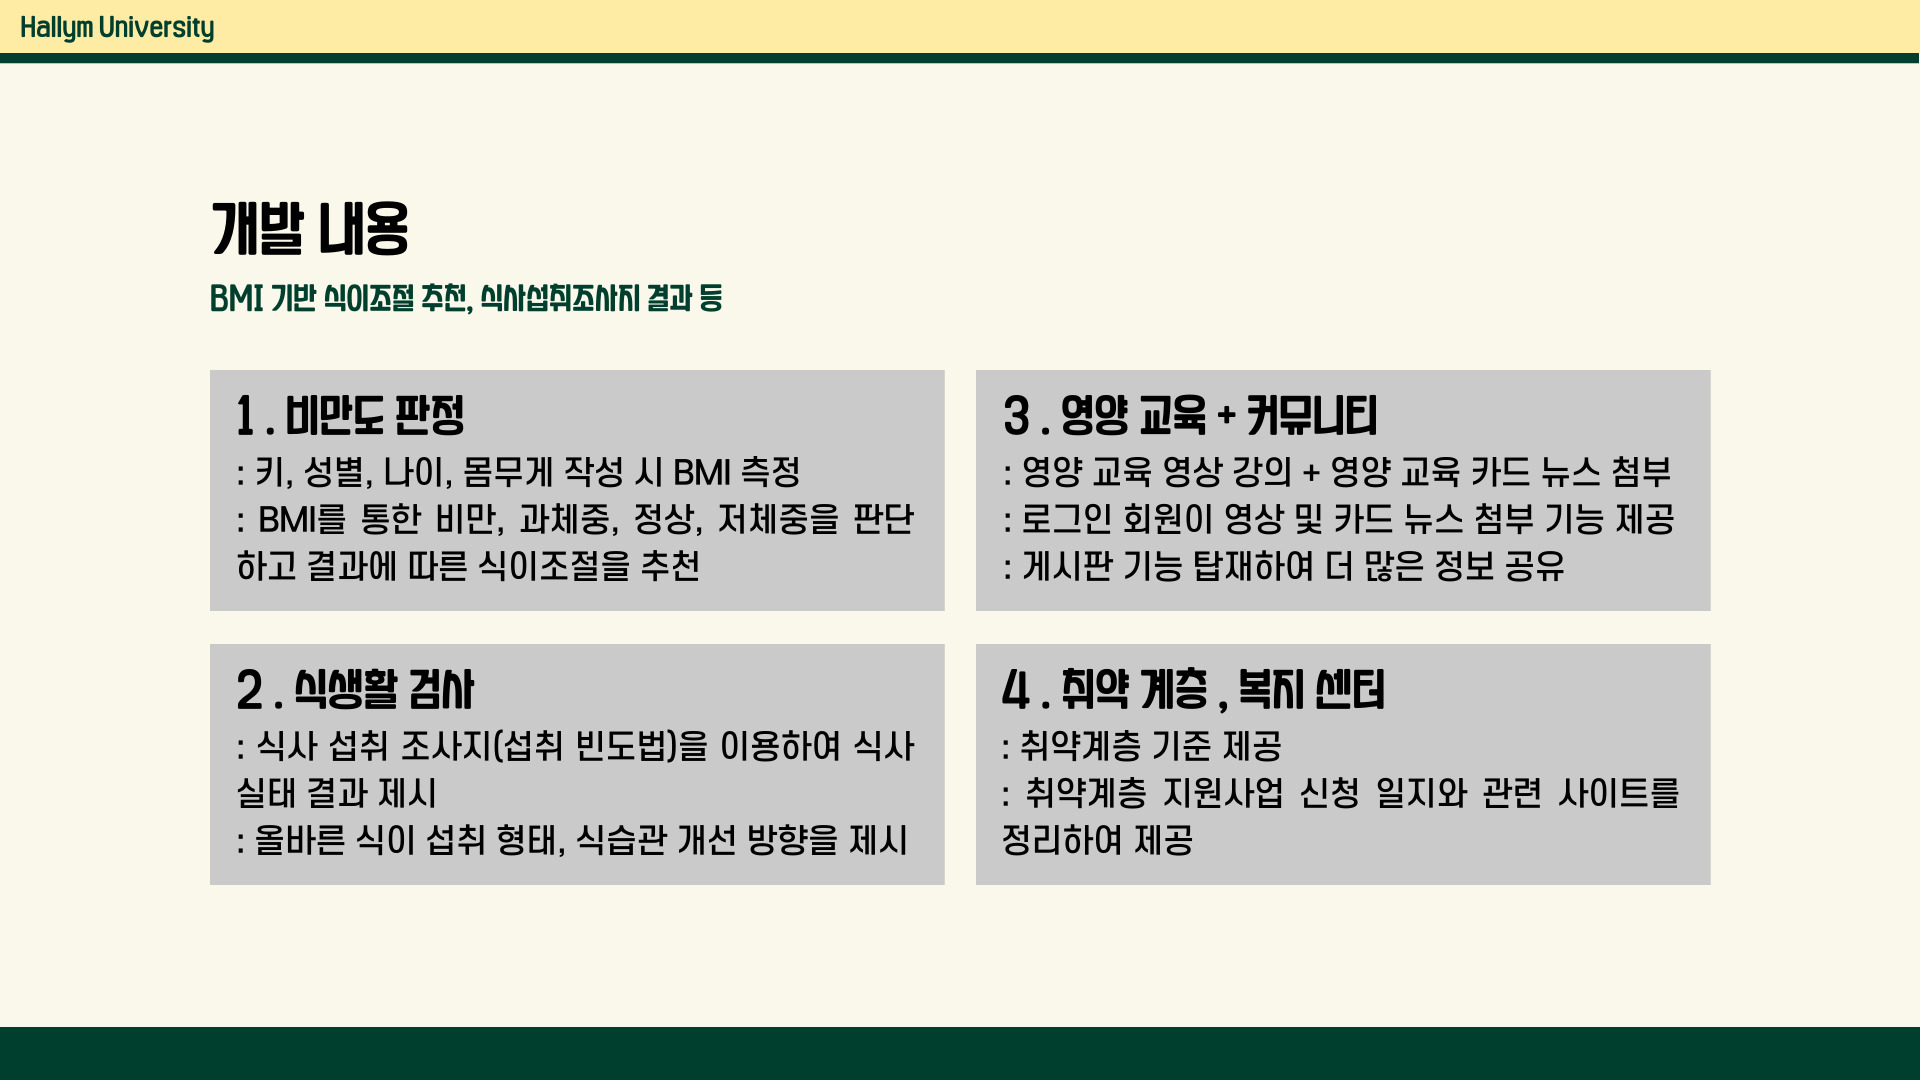 Hallym University
개발 내용
BMI 기반 식이조절 추천, 식사섭취조사지 결과 등
1 . 비만도 판정
: 키, 성별, 나이, 몸무게 작성 시 BMI 측정
: BMI를 통한 비만, 과체중, 정상, 저체중을 판단
하고 결과에 따른 식이조절을 추천
2 . 식생활 검사
: 식사 섭취 조사지(섭취 빈도법)을 이용하여 식사
실태 결과 제시
: 올바른 식이 섭취 형태, 식습관 개선 방향을 제시
3 . 영양 교육 + 커뮤니티
: 영양 교육 영상 강의 + 영양 교육 카드 뉴스 첨부
: 로그인 회원이 영상 및 카드 뉴스 첨부 기능 제공
: 게시판 기능 탑재하여 더 많은 정보 공유
4 . 취약 계층 , 복지 센터
: 취약계층 기준 제공
: 취약계층 지원사업 신청 일지와 관련 사이트를
정리하여 제공